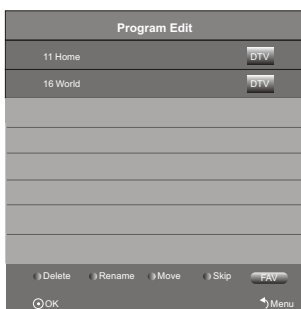 Program Edit
11 Home DTV
16 World DTV
Delete Rename Move Skip FAV
OK Menu